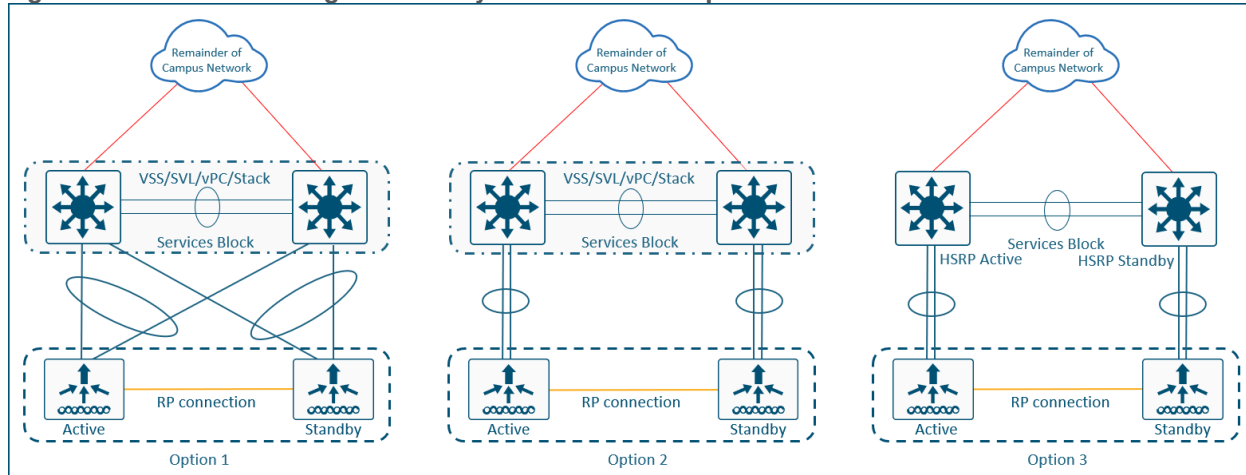 Remainder of
Campus Network
VSS/SVL/vPC/Stack
Services Block
RP connection
Active
Standby
Option 1
Remainder of
Campus Network
VSS/SVL/vPC/Stack
Services Block
RP connection
Active
Standby
Option 2
Remainder of
Campus Network
Services Block
HSRP Active
HSRP Standby
RP connection
Active
Standby
Option 3